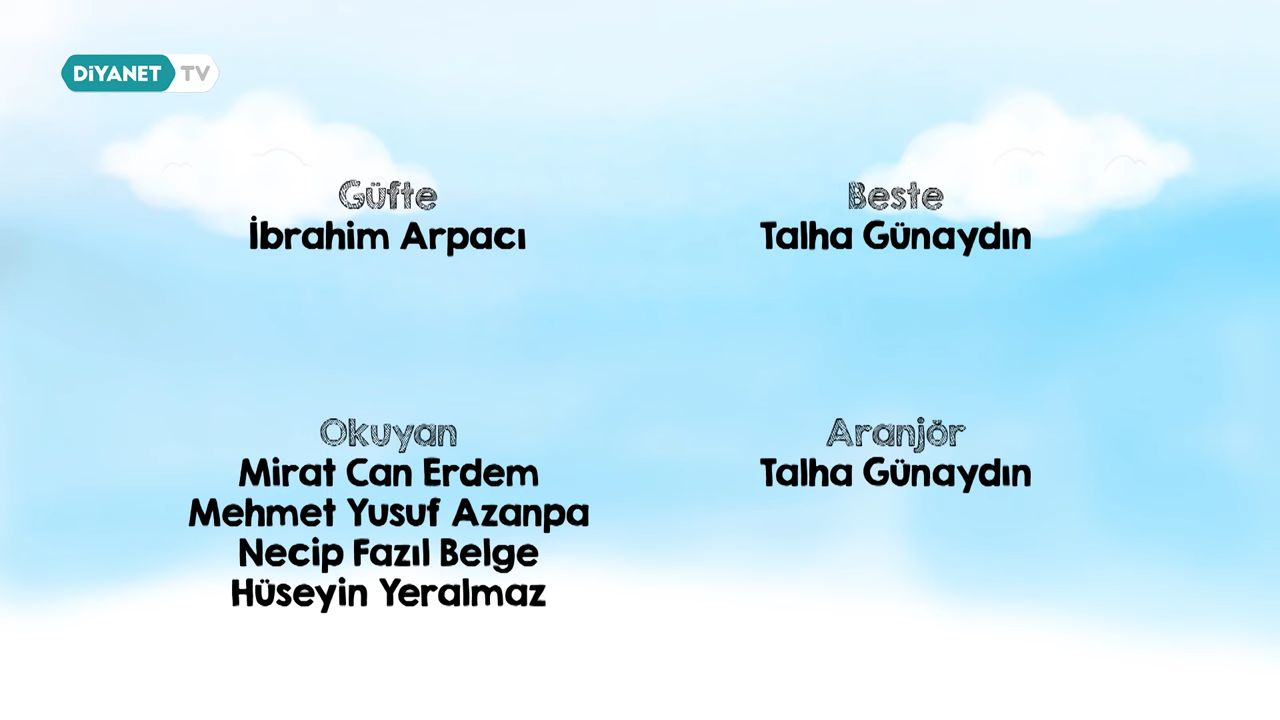 DİYANET TV
Güfte
İbrahim Arpacı
Beste
Talha Günaydın
Okuyan
Mirat Can Erdem
Mehmet Yusuf Azanpa
Necip Fazıl Belge
Hüseyin Yeralmaz
Aranjör
Talha Günaydın